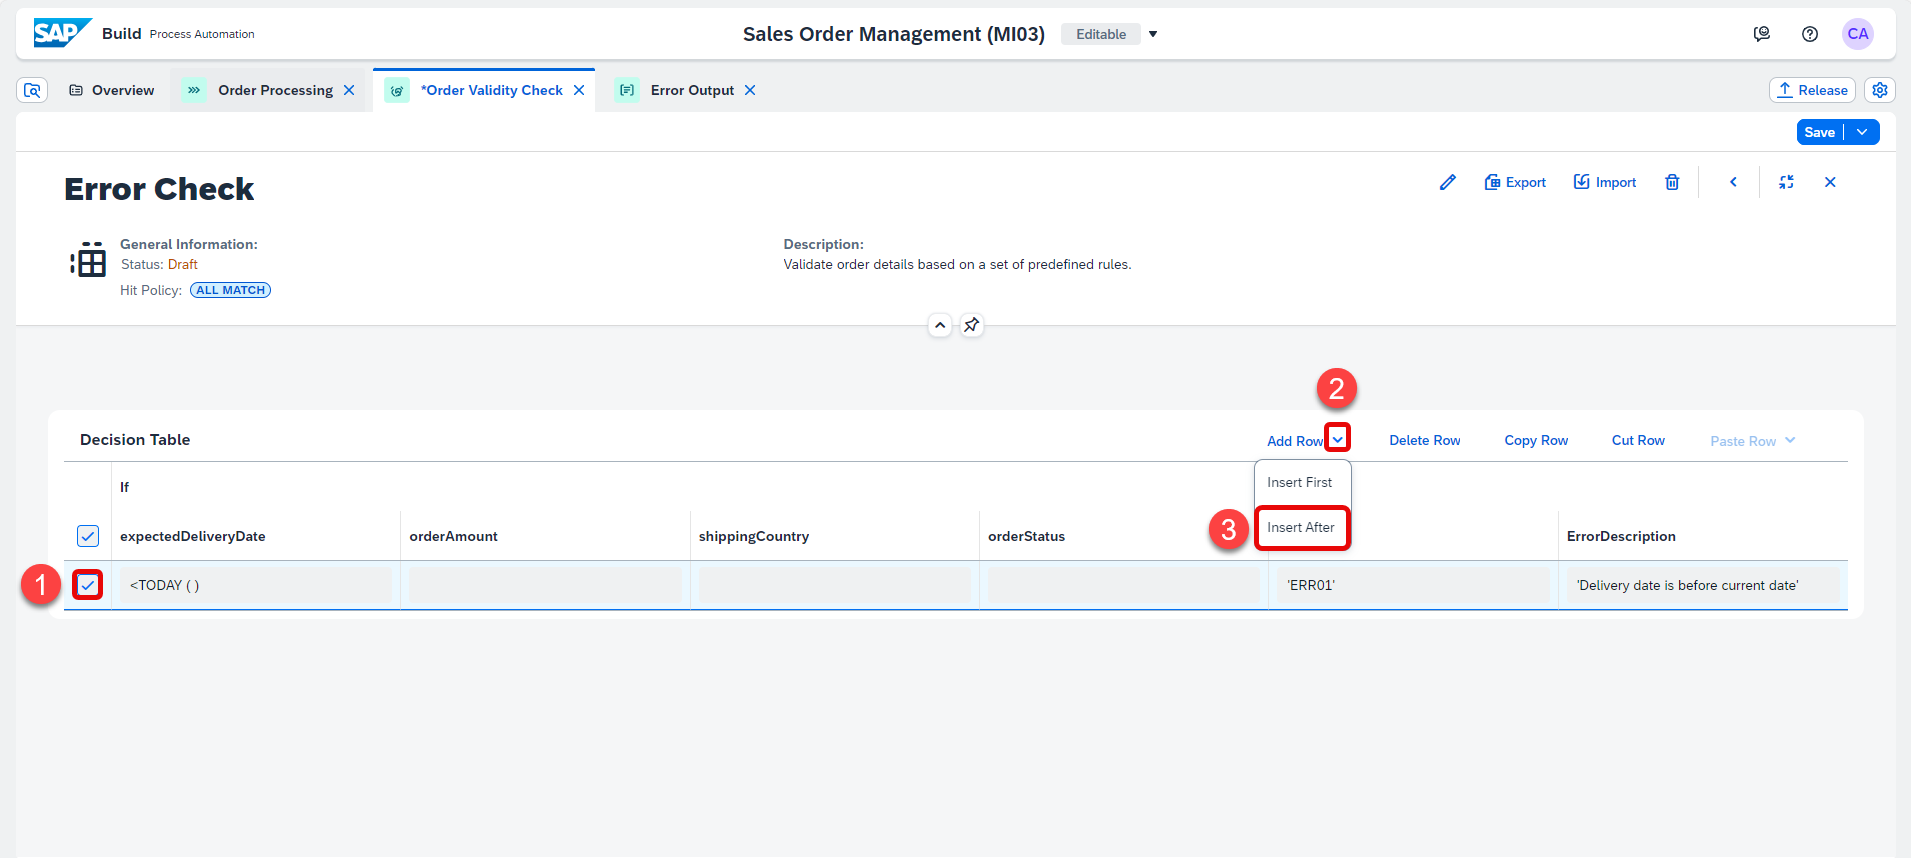 SAP Build Process Automation
Sales Order Management (MI03) Editable
CA
Overview
Order Processing
*Order Validity Check
Error Output
Release
Save
Error Check
Export
Import
General Information:
Status: Draft
Hit Policy: ALL MATCH
Description:
Validate order details based on a set of predefined rules.
2
Decision Table
Add Row
Delete Row
Copy Row
Cut Row
Paste Row
If
Insert First
3
Insert After
expectedDeliveryDate
orderAmount
shippingCountry
orderStatus
ErrorDescription
1
<TODAY ( )
'ERR01'
'Delivery date is before current date'